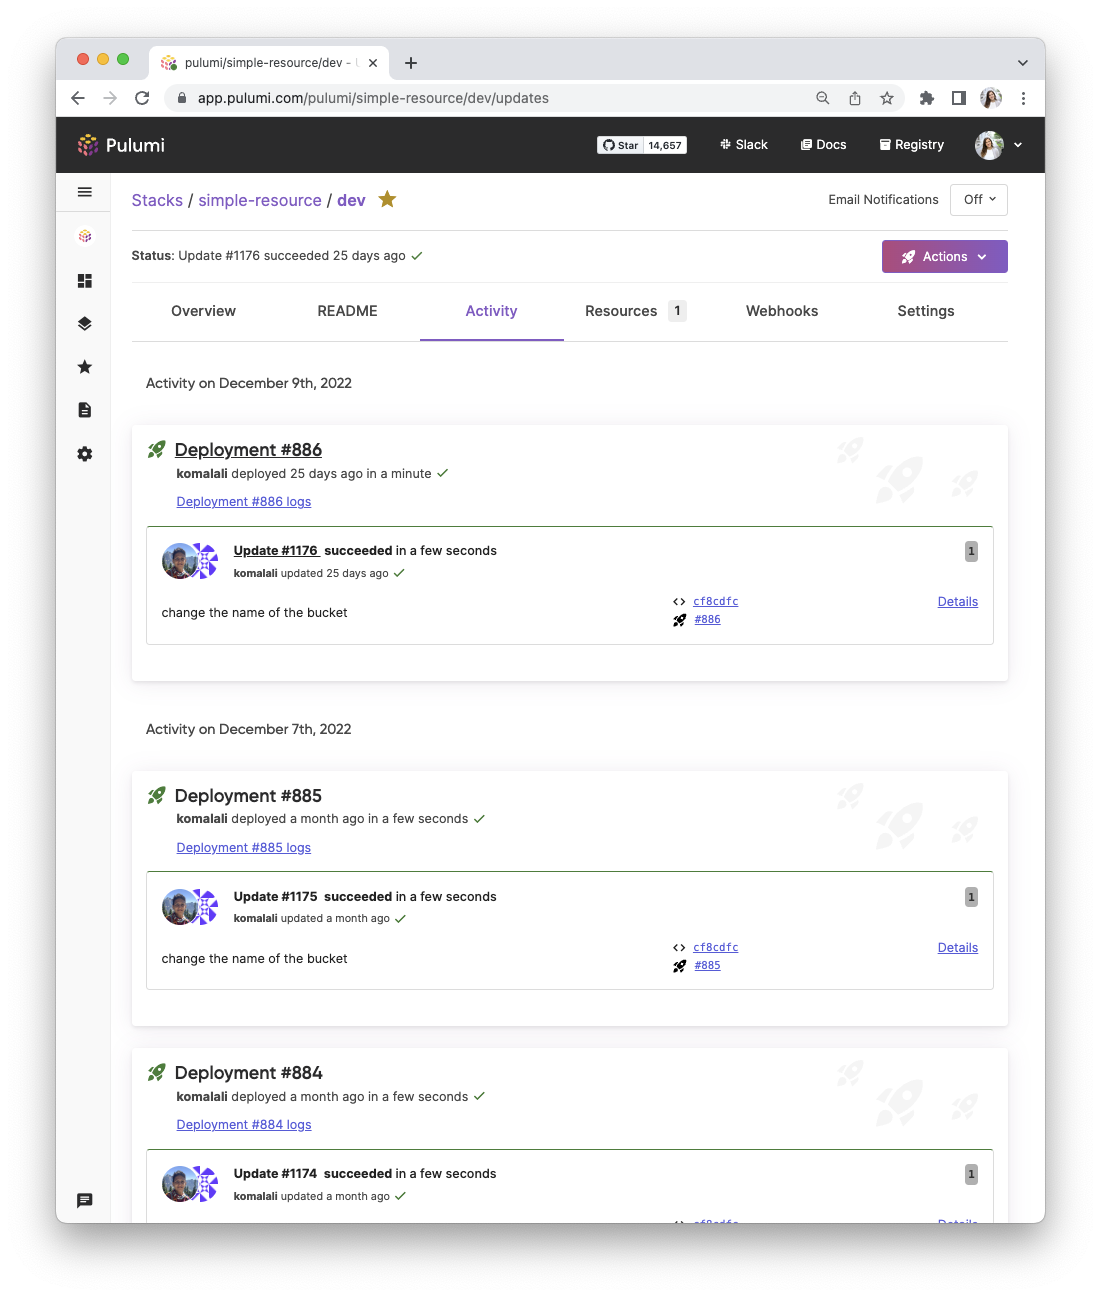 pulumi/simple-resource/dev -
app.pulumi.com/pulumi/simple-resource/dev/updates
Pulumi
Star 14,657
Slack
Docs
Registry
Stacks / simple-resource / dev
Email Notifications
Off
Status: Update #1176 succeeded 25 days ago
Actions
Overview
README
Activity
Resources 1
Webhooks
Settings
Activity on December 9th, 2022
Deployment #886
komalali deployed 25 days ago in a minute
Deployment #886 logs
Update #1176 succeeded in a few seconds
1
komalali updated 25 days ago
change the name of the bucket
cf8cdfc
#886
Details
Activity on December 7th, 2022
Deployment #885
komalali deployed a month ago in a few seconds
Deployment #885 logs
Update #1175 succeeded in a few seconds
1
komalali updated a month ago
change the name of the bucket
cf8cdfc
#885
Details
Deployment #884
komalali deployed a month ago in a few seconds
Deployment #884 logs
Update #1174 succeeded in a few seconds
1
komalali updated a month ago
cf8cdfc
Details